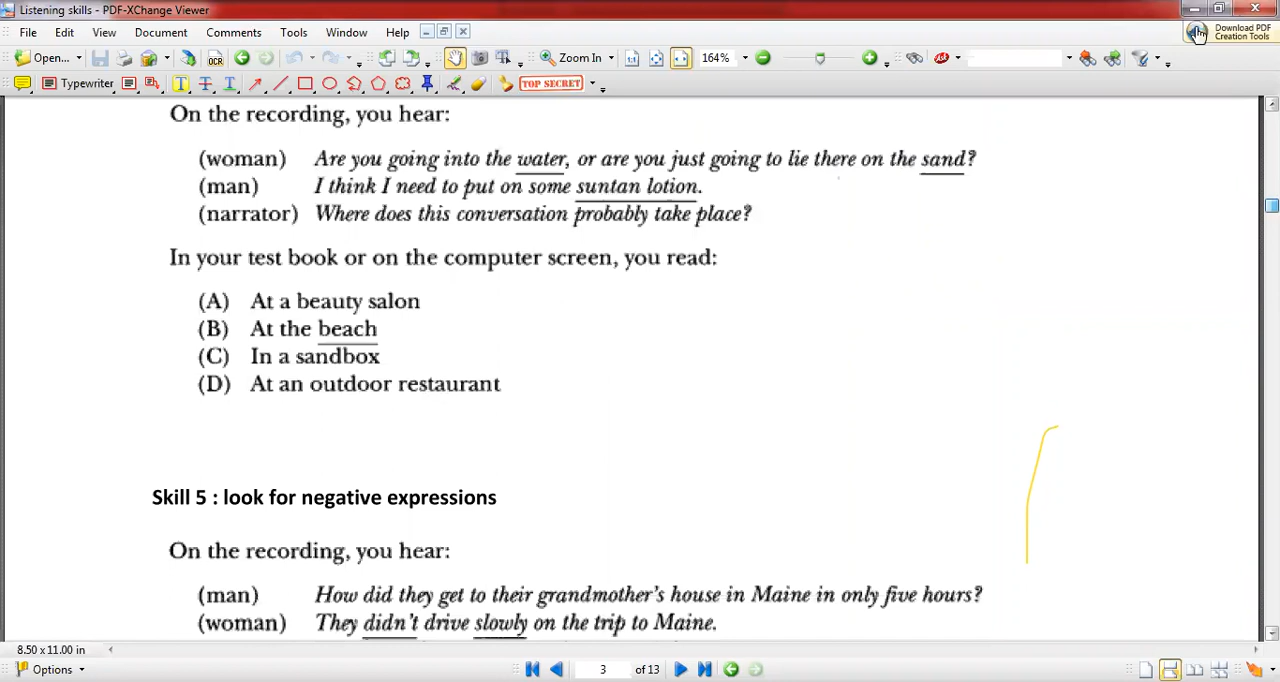 Listening skills - PDF-XChange Viewer
File Edit View Document Comments Tools Window Help
Download PDF
Creation Tools
Open... OCR Zoom In 1:1 164%
Typewriter T T T TOP SECRET
On the recording, you hear:
(woman) Are you going into the water, or are you just going to lie there on the sand?
(man) I think I need to put on some suntan lotion.
(narrator) Where does this conversation probably take place?
In your test book or on the computer screen, you read:
(A) At a beauty salon
(B) At the beach
(C) In a sandbox
(D) At an outdoor restaurant
Skill 5 : look for negative expressions
On the recording, you hear:
(man) How did they get to their grandmother's house in Maine in only five hours?
(woman) They didn't drive slowly on the trip to Maine.
8.50 x 11.00 in
Options 3 of 13